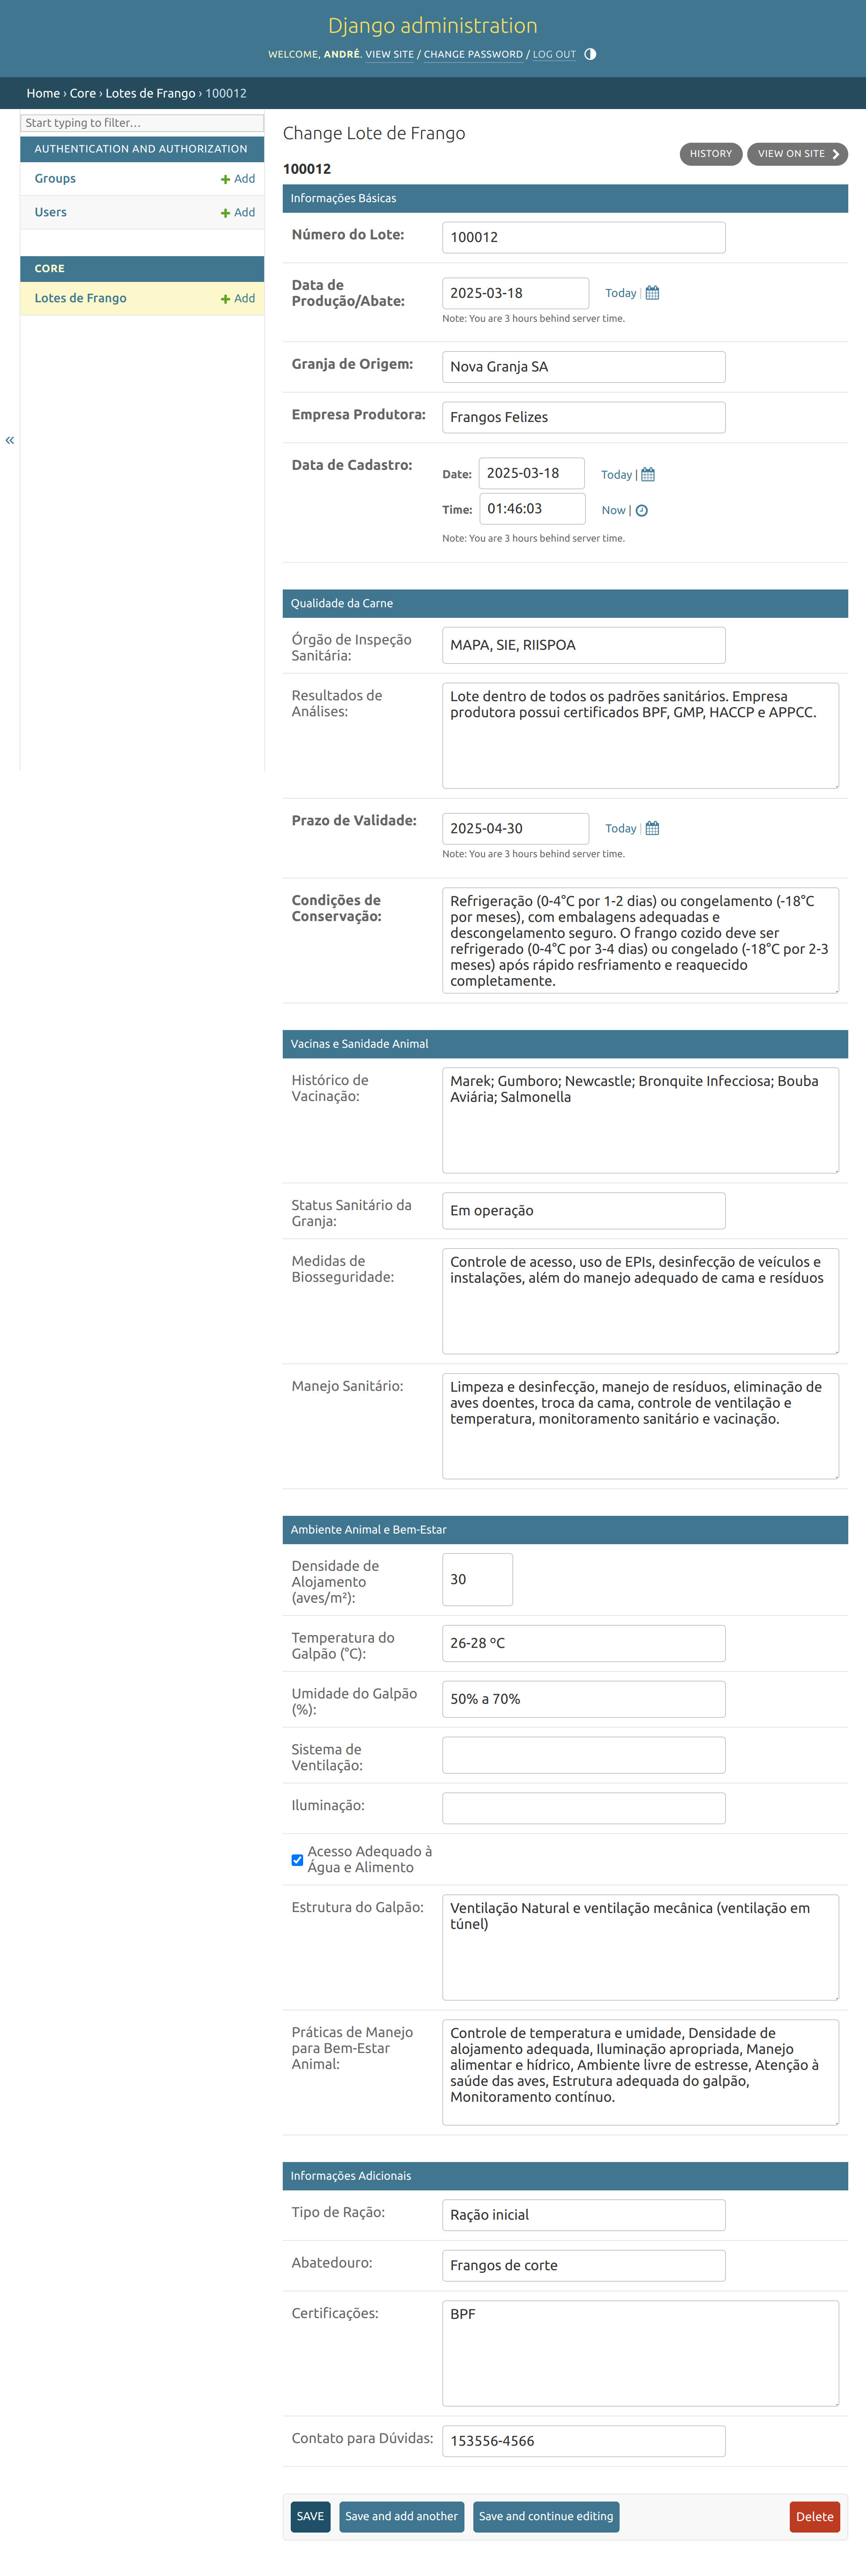 Django administration
WELCOME, ANDRÉ. VIEW SITE / CHANGE PASSWORD / LOG OUT
Home › Core › Lotes de Frango › 100012
Start typing to filter...
AUTHENTICATION AND AUTHORIZATION
Groups + Add
Users + Add
CORE
Lotes de Frango + Add
«
Change Lote de Frango
HISTORY VIEW ON SITE
100012
Informações Básicas
Número do Lote: 100012
Data de
Produção/Abate: 2025-03-18 Today |
Note: You are 3 hours behind server time.
Granja de Origem: Nova Granja SA
Empresa Produtora: Frangos Felizes
Data de Cadastro: Date: 2025-03-18 Today |
Time: 01:46:03 Now |
Note: You are 3 hours behind server time.
Qualidade da Carne
Órgão de Inspeção
Sanitária: MAPA, SIE, RIISPOA
Resultados de
Análises:
Lote dentro de todos os padrões sanitários. Empresa
produtora possui certificados BPF, GMP, HACCP e APPCC.
Prazo de Validade: 2025-04-30 Today |
Note: You are 3 hours behind server time.
Condições de
Conservação:
Refrigeração (0-4°C por 1-2 dias) ou congelamento (-18°C
por meses), com embalagens adequadas e
descongelamento seguro. O frango cozido deve ser
refrigerado (0-4°C por 3-4 dias) ou congelado (-18°C por 2-3
meses) após rápido resfriamento e reaquecido
completamente.
Vacinas e Sanidade Animal
Histórico de
Vacinação:
Marek; Gumboro; Newcastle; Bronquite Infecciosa; Bouba
Aviária; Salmonella
Status Sanitário da
Granja: Em operação
Medidas de
Biosseguridade:
Controle de acesso, uso de EPIs, desinfecção de veículos e
instalações, além do manejo adequado de cama e resíduos
Manejo Sanitário:
Limpeza e desinfecção, manejo de resíduos, eliminação de
aves doentes, troca da cama, controle de ventilação e
temperatura, monitoramento sanitário e vacinação.
Ambiente Animal e Bem-Estar
Densidade de
Alojamento
(aves/m²): 30
Temperatura do
Galpão (°C): 26-28 ºC
Umidade do Galpão
(%): 50% a 70%
Sistema de
Ventilação:
Iluminação:
Acesso Adequado à
Água e Alimento
Estrutura do Galpão:
Ventilação Natural e ventilação mecânica (ventilação em
túnel)
Práticas de Manejo
para Bem-Estar
Animal:
Controle de temperatura e umidade, Densidade de
alojamento adequada, Iluminação apropriada, Manejo
alimentar e hídrico, Ambiente livre de estresse, Atenção à
saúde das aves, Estrutura adequada do galpão,
Monitoramento contínuo.
Informações Adicionais
Tipo de Ração: Ração inicial
Abatedouro: Frangos de corte
Certificações: BPF
Contato para Dúvidas: 153556-4566
SAVE Save and add another Save and continue editing Delete